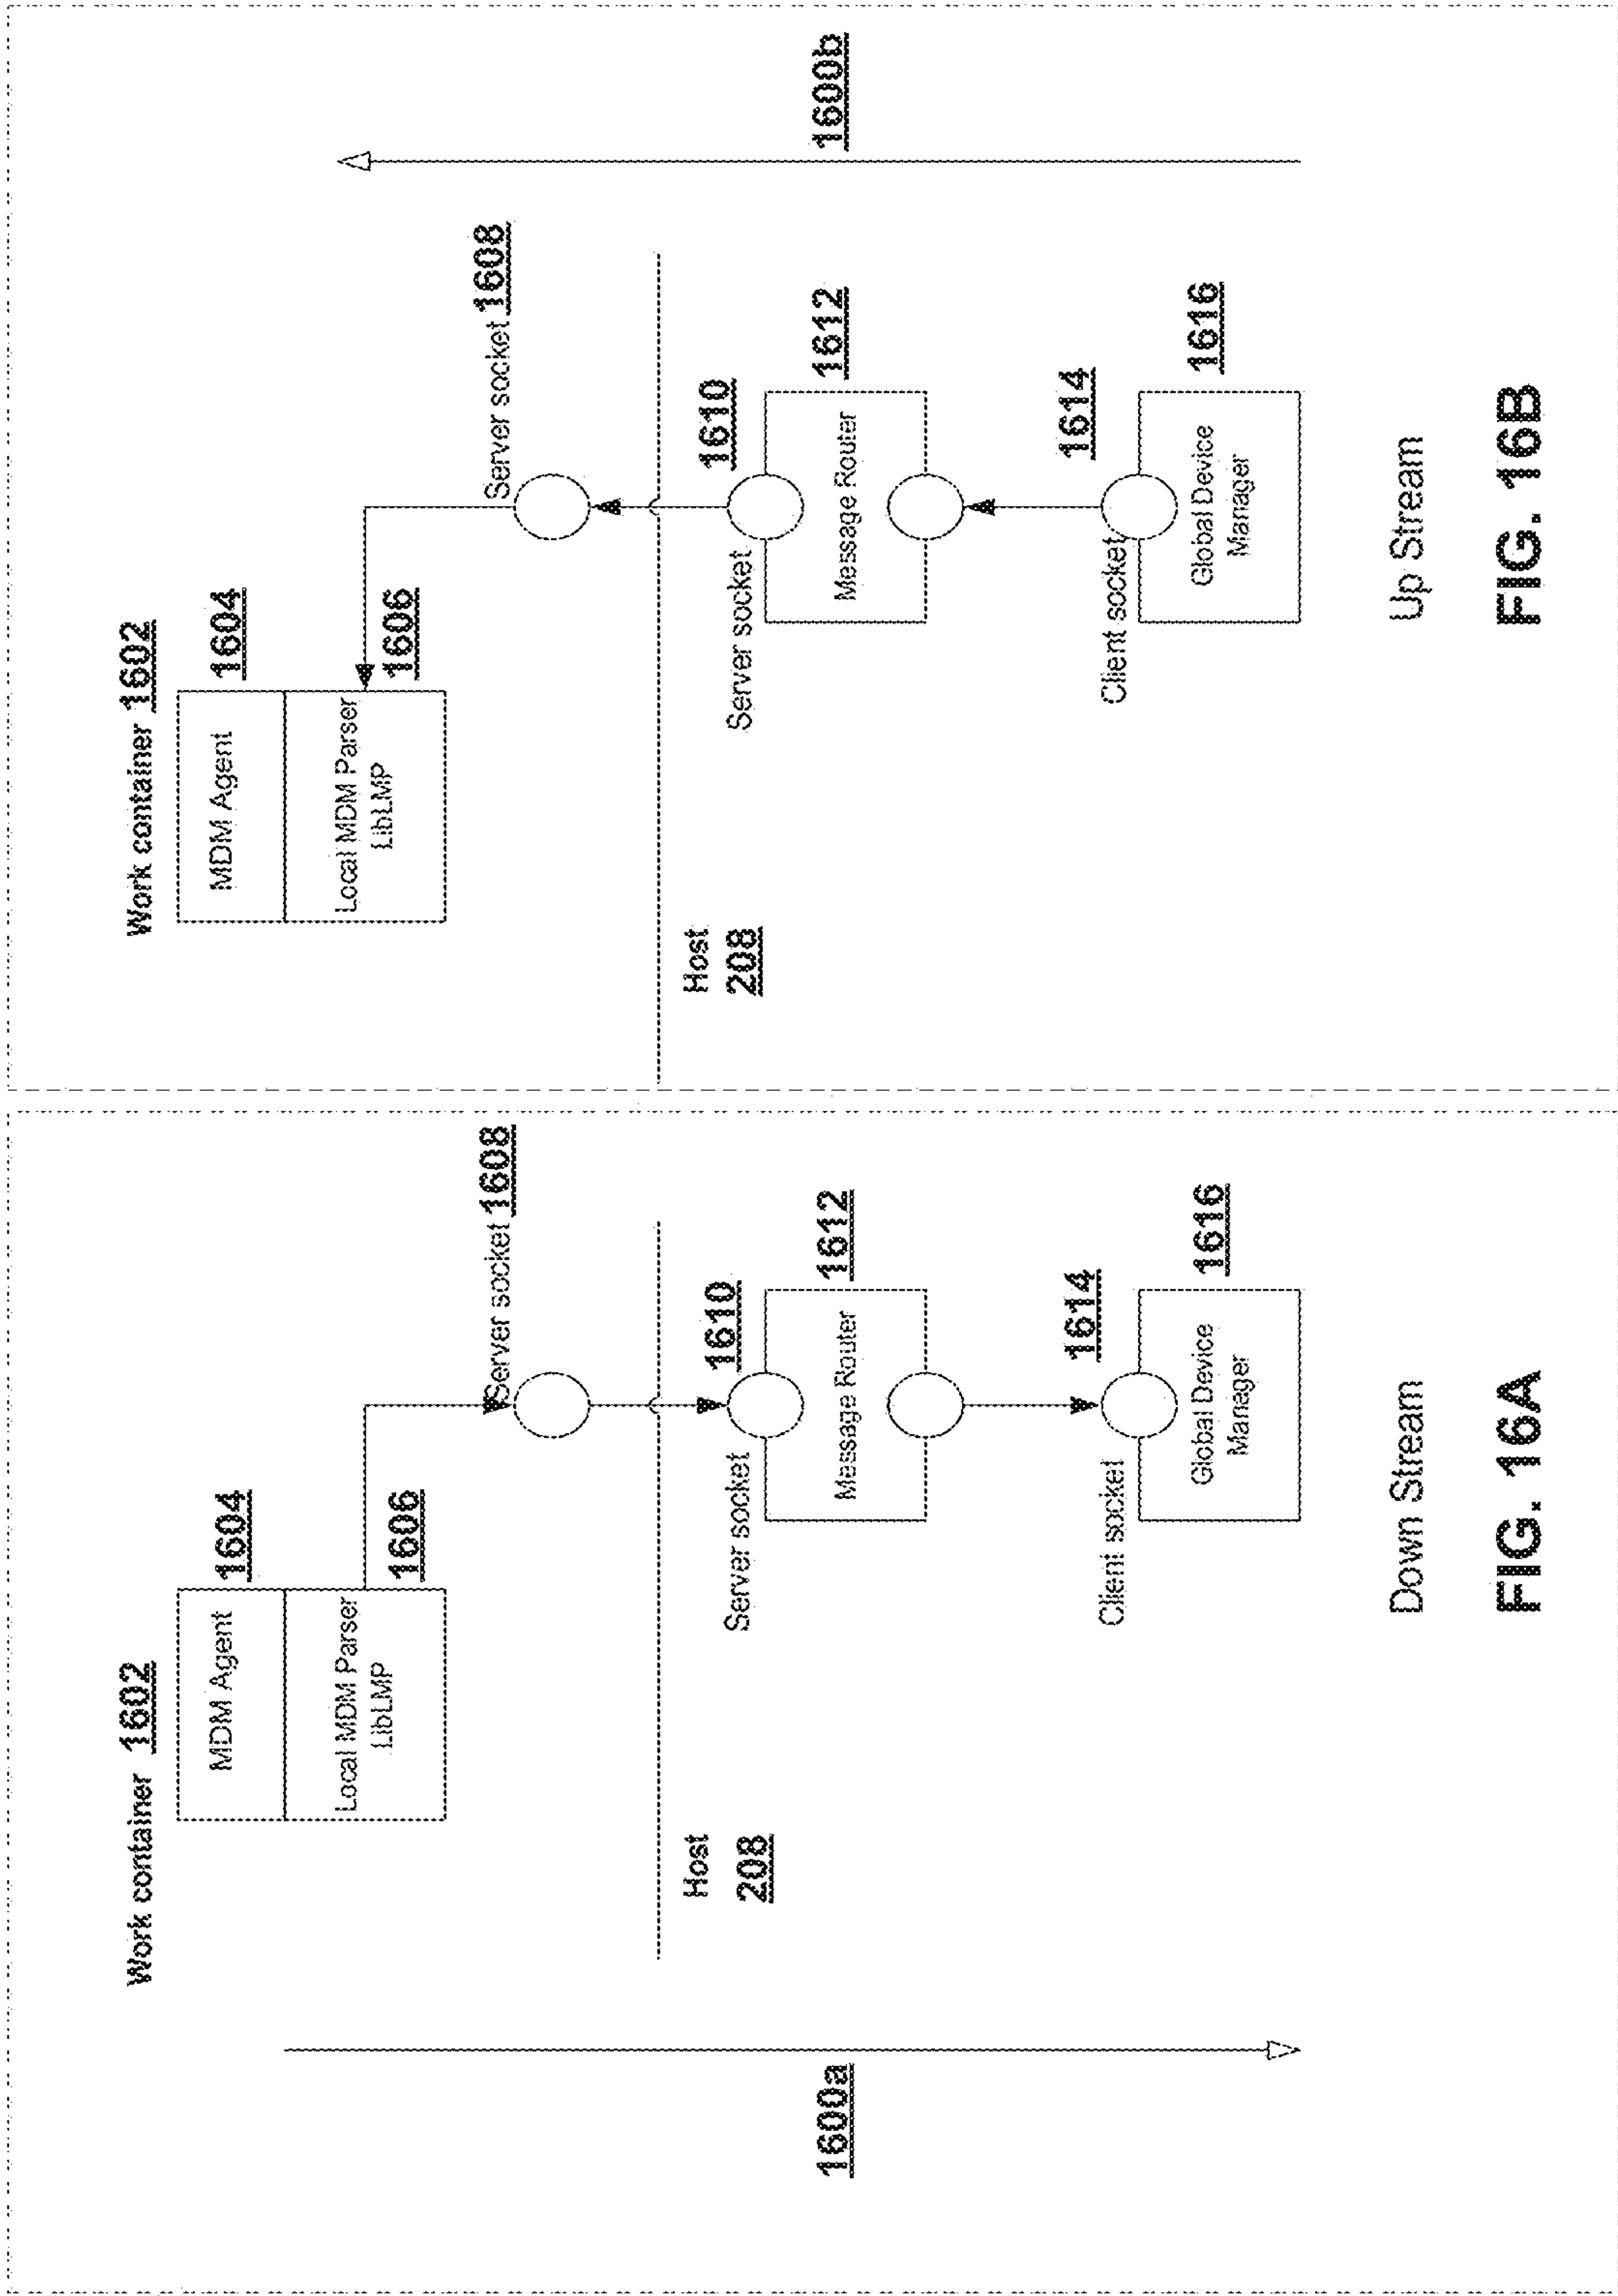 Work container 1602
MDM Agent
1604
Local MDM Parser
LibLMP
1606
Server socket 1608
Host
208
Server socket
1610
Message Router
1612
Client socket
1614
Global Device
Manager
1616
1600a
Down Stream
FIG. 16A
Work container 1602
MDM Agent
1604
Local MDM Parser
LibLMP
1606
Server socket 1608
Host
208
Server socket
1610
Message Router
1612
Client socket
1614
Global Device
Manager
1616
1600b
Up Stream
FIG. 16B